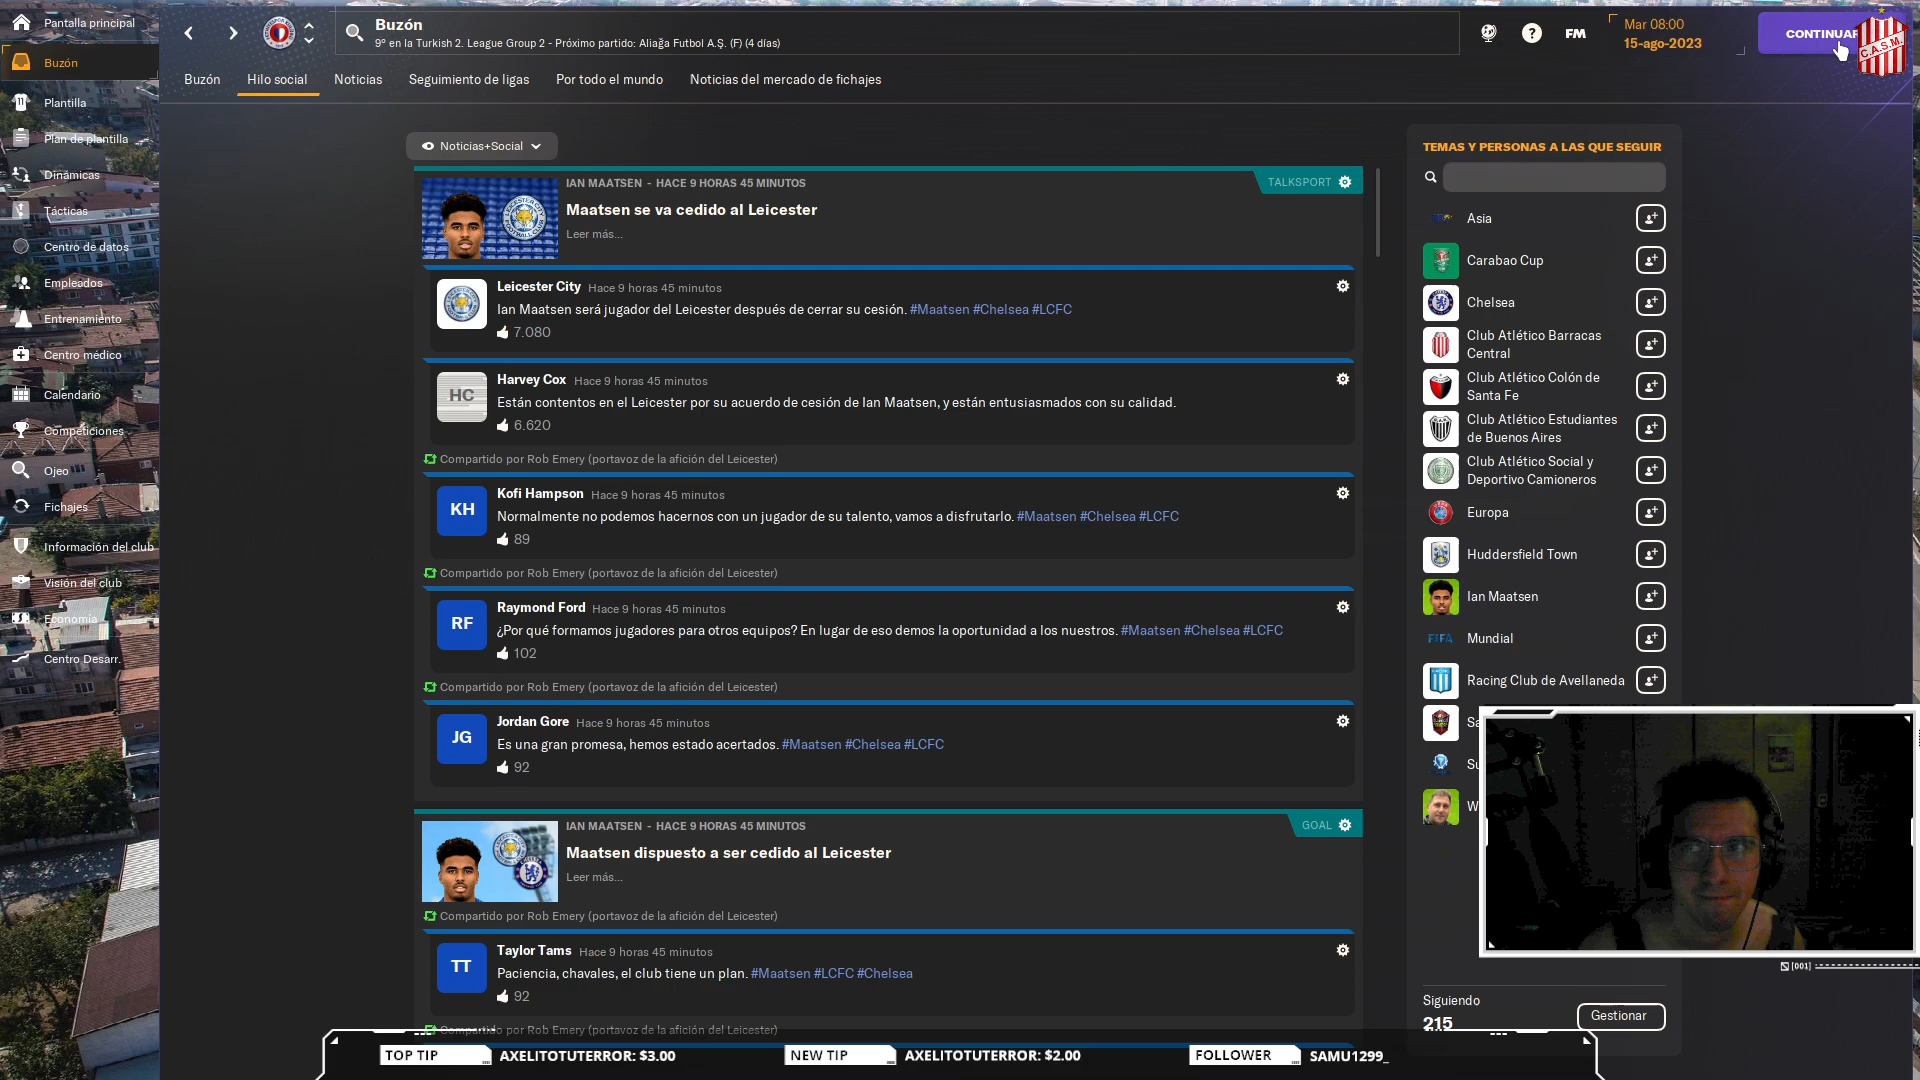 Pantalla principal
Buzón
Plantilla
Plan de plantilla
Dinámicas
Tácticas
Centro de datos
Empleados
Entrenamiento
Centro médico
Calendario
Competiciones
Ojeo
Fichajes
Información del club
Visión del club
Economía
Centro Desarr.
Buzón
9º en la Turkish 2. League Group 2 - Próximo partido: Aliağa Futbol A.Ş. (F) (4 días)
FM
Mar 08:00
15-ago-2023
CONTINUAR
C.A.S.M.
Buzón
Hilo social
Noticias
Seguimiento de ligas
Por todo el mundo
Noticias del mercado de fichajes
Noticias+Social
IAN MAATSEN - HACE 9 HORAS 45 MINUTOS
TALKSPORT
Maatsen se va cedido al Leicester
Leer más...
Leicester City Hace 9 horas 45 minutos
Ian Maatsen será jugador del Leicester después de cerrar su cesión. #Maatsen #Chelsea #LCFC
7.080
HC
Harvey Cox Hace 9 horas 45 minutos
Están contentos en el Leicester por su acuerdo de cesión de Ian Maatsen, y están entusiasmados con su calidad.
6.620
Compartido por Rob Emery (portavoz de la afición del Leicester)
KH
Kofi Hampson Hace 9 horas 45 minutos
Normalmente no podemos hacernos con un jugador de su talento, vamos a disfrutarlo. #Maatsen #Chelsea #LCFC
89
Compartido por Rob Emery (portavoz de la afición del Leicester)
RF
Raymond Ford Hace 9 horas 45 minutos
¿Por qué formamos jugadores para otros equipos? En lugar de eso demos la oportunidad a los nuestros. #Maatsen #Chelsea #LCFC
102
Compartido por Rob Emery (portavoz de la afición del Leicester)
JG
Jordan Gore Hace 9 horas 45 minutos
Es una gran promesa, hemos estado acertados. #Maatsen #Chelsea #LCFC
92
IAN MAATSEN - HACE 9 HORAS 45 MINUTOS
GOAL
Maatsen dispuesto a ser cedido al Leicester
Leer más...
Compartido por Rob Emery (portavoz de la afición del Leicester)
TT
Taylor Tams Hace 9 horas 45 minutos
Paciencia, chavales, el club tiene un plan. #Maatsen #LCFC #Chelsea
92
Compartido por Rob Emery (portavoz de la afición del Leicester)
TEMAS Y PERSONAS A LAS QUE SEGUIR
Asia
Carabao Cup
Chelsea
Club Atlético Barracas
Central
Club Atlético Colón de
Santa Fe
Club Atlético Estudiantes
de Buenos Aires
Club Atlético Social y
Deportivo Camioneros
Europa
Huddersfield Town
Ian Maatsen
FIFA
Mundial
Racing Club de Avellaneda
Sa
Su
W
[001]
Siguiendo
215
Gestionar
TOP TIP
AXELITOTUTERROR: $3.00
NEW TIP
AXELITOTUTERROR: $2.00
FOLLOWER
SAMU1299_